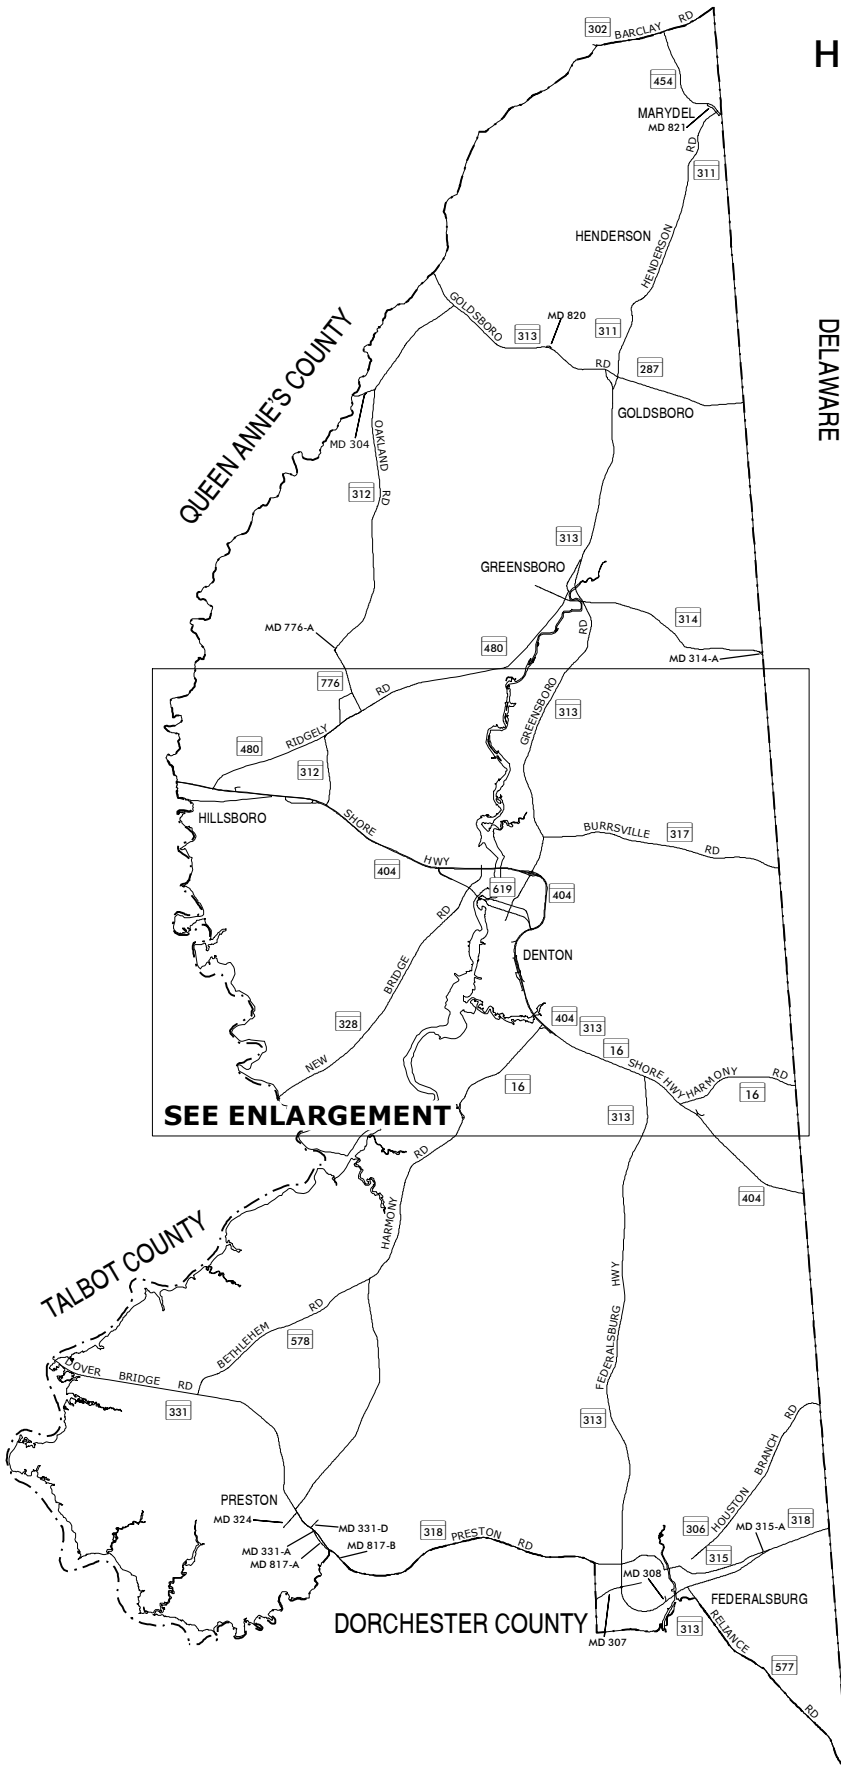 302
BARCLAY RD
H
454
MARYDEL
MD 821
RD
311
HENDERSON
HENDERSON
GOLDSBORO
MD 820
313
311
RD
287
DELAWARE
QUEEN ANNE'S COUNTY
GOLDSBORO
MD 304
OAKLAND RD
312
313
GREENSBORO
314
MD 776-A
RD
480
MD 314-A
776
RD
GREENSBORO
313
RIDGELY
480
312
HILLSBORO
SHORE HWY
BURRSVILLE RD
317
404
619
404
RD
DENTON
BRIDGE
328
NEW
404
313
16
SHORE HWY
HARMONY RD
16
16
SEE ENLARGEMENT
313
RD
404
HARMONY
TALBOT COUNTY
HWY
RD
578
BETHLEHEM
FEDERALSBURG
DOVER BRIDGE RD
331
313
RD
BRANCH
HOUSTON
PRESTON
MD 324
MD 331-D
318
PRESTON RD
306
MD 315-A
318
MD 331-A
MD 817-B
MD 817-A
315
MD 308
FEDERALSBURG
DORCHESTER COUNTY
MD 307
313
RELIANCE
577
RD